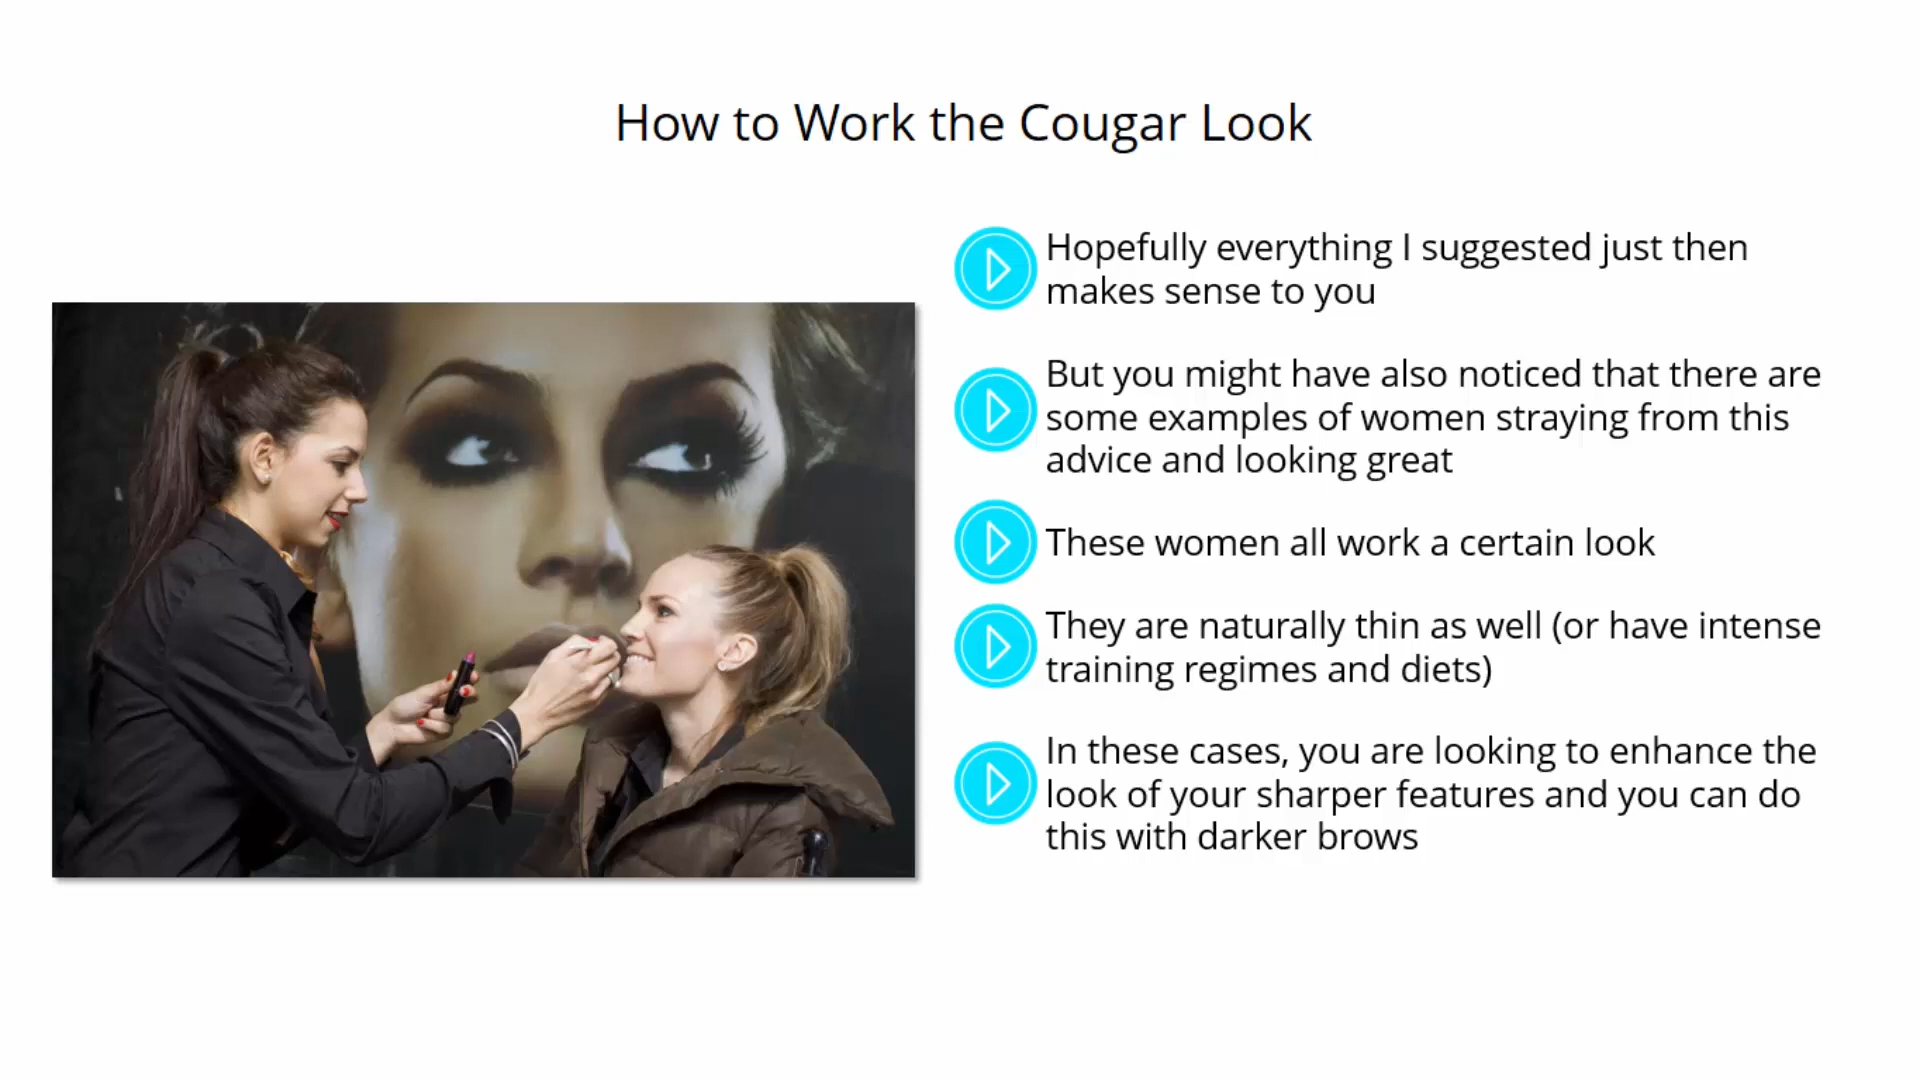 How to Work the Cougar Look
Hopefully everything I suggested just then
makes sense to you
But you might have also noticed that there are
some examples of women straying from this
advice and looking great
These women all work a certain look
They are naturally thin as well (or have intense
training regimes and diets)
In these cases, you are looking to enhance the
look of your sharper features and you can do
this with darker brows